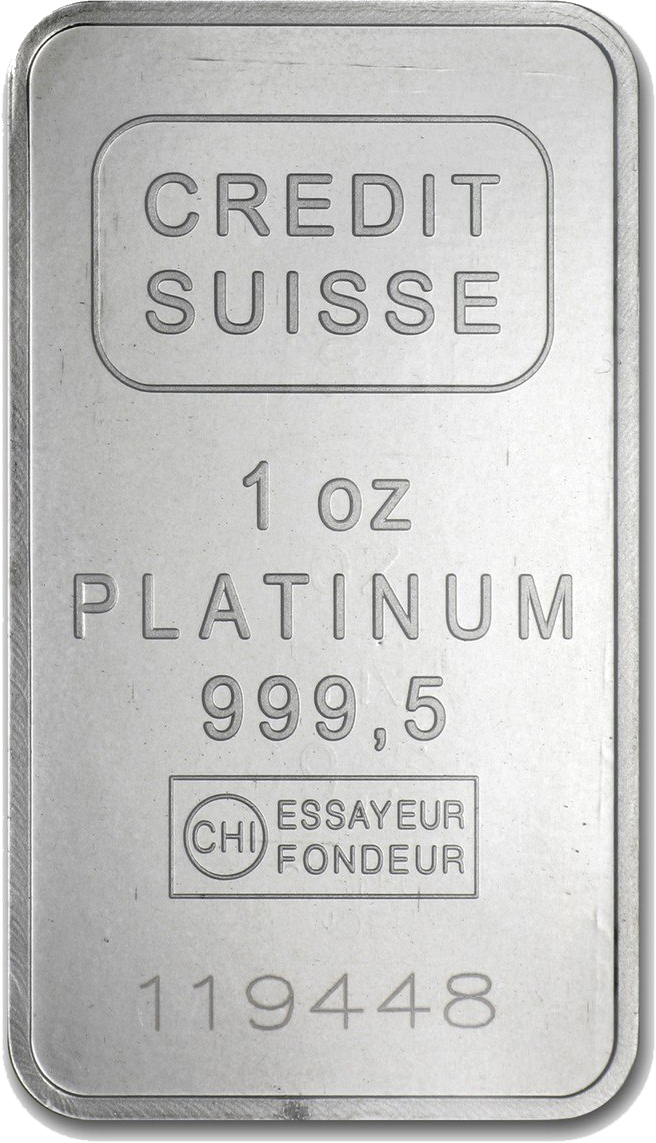 CREDIT
SUISSE
1 oz
PLATINUM
999,5
CHI ESSAYEUR
FONDEUR
119448